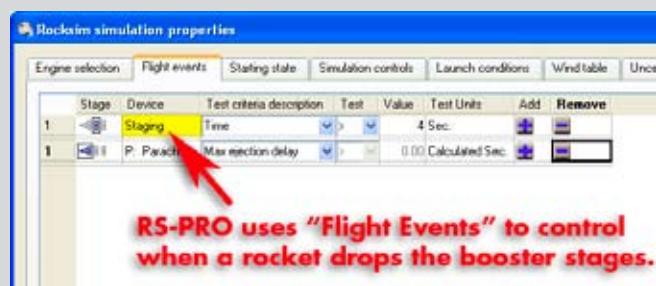 Rocksim simulation properties
Engine selection Flight events Starting state Simulation controls Launch conditions Wind table Unce
Stage Device Test criteria description Test Value Test Units Add Remove
1 Staging Time > 4 Sec.
1 P: Parach Max ejection delay > 0.00 Calculated Sec.
RS-PRO uses "Flight Events" to control
when a rocket drops the booster stages.